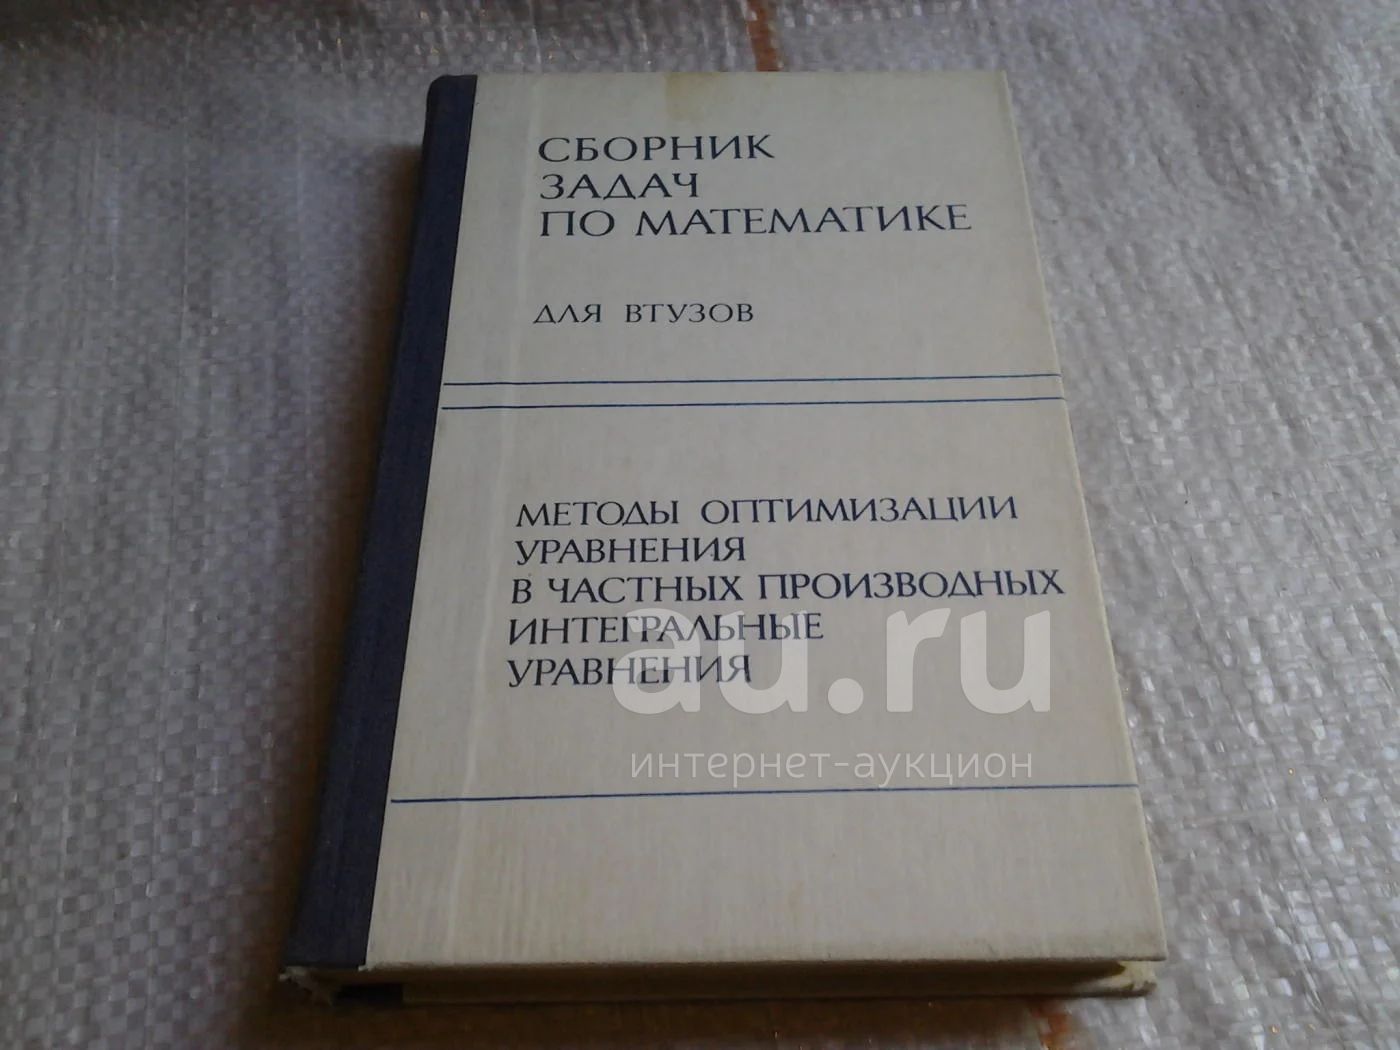 СБОРНИК
ЗАДАЧ
ПО МАТЕМАТИКЕ
ДЛЯ ВТУЗОВ
МЕТОДЫ ОПТИМИЗАЦИИ
УРАВНЕНИЯ
В ЧАСТНЫХ ПРОИЗВОДНЫХ
ИНТЕГРАЛЬНЫЕ
УРАВНЕНИЯ
au.ru
интернет-аукцион